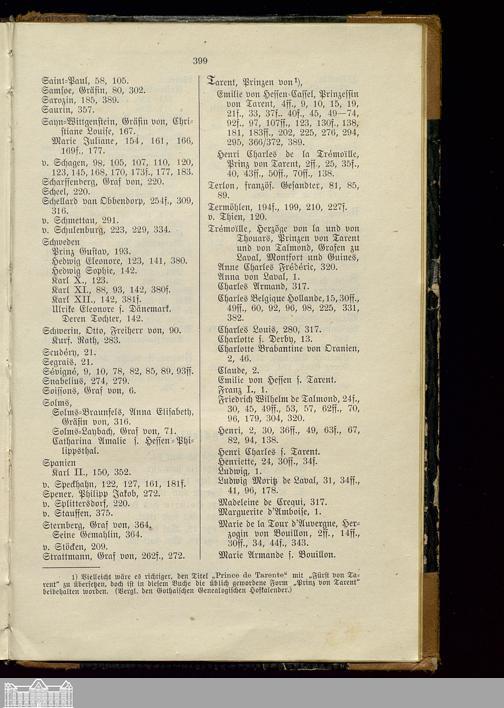 399
Saint-Paul, 58, 105.
Samsoe, Gräfin, 80, 302.
Sarozin, 185, 389.
Saurin, 357.
Sayn-Wittgenstein, Gräfin von, Chri-
stiane Louise, 167.
Marie Juliane, 154, 161, 166,
169f., 177.
v. Schagen, 98, 105, 107, 110, 120,
123, 145, 168, 170, 173f., 177, 183.
Scharffenberg, Graf von, 220.
Scheel, 220.
Schellard van Obbendorp, 254f., 309,
316.
v. Schmettau, 291.
v. Schulenburg, 223, 229, 334.
Schweden
Prinz Gustav, 193.
Hedwig Eleonore, 123, 141, 380.
Hedwig Sophie, 142.
Karl X., 123.
Karl XI., 88, 93, 142, 380f.
Karl XII., 142, 381f.
Ulrike Eleonore s. Dänemark.
Deren Tochter, 142.
Schwerin, Otto, Freiherr von, 90.
Kurf. Rath, 283.
Scudéry, 21.
Segrais, 21.
Sévigné, 9, 10, 78, 82, 85, 89, 93ff.
Snabelius, 274, 279.
Soissons, Graf von, 6.
Solms,
Solms-Braunfels, Anna Elisabeth,
Gräfin von, 316.
Solms-Laybach, Graf von, 71.
Catharina Amalie s. Hessen-Phi-
lippsthal.
Spanien
Karl II., 150, 352.
v. Speckhahn, 122, 127, 161, 181f.
Spener, Philipp Jakob, 272.
v. Splittersdorf, 220.
v. Stauffen, 375.
Sternberg, Graf von, 364.
Seine Gemahlin, 364.
v. Stöcken, 209.
Strattmann, Graf von, 262f., 272.
Tarent, Prinzen von¹),
Emilie von Hessen-Cassel, Prinzessin
von Tarent, 4ff., 9, 10, 15, 19,
21f., 33, 37f., 40f., 45, 49—74,
92f., 97, 107ff., 123, 130f., 138,
181, 183ff., 202, 225, 276, 294,
295, 366/372, 389.
Henri Charles de la Trémoïlle,
Prinz von Tarent, 2ff., 25, 35f.,
40, 43ff., 50ff., 70ff., 138.
Terlon, französ. Gesandter, 81, 85,
89.
Termöhlen, 194f., 199, 210, 227f.
v. Thien, 120.
Trémoïlle, Herzöge von la und von
Thouars, Prinzen von Tarent
und von Talmond, Grafen zu
Laval, Montfort und Guines,
Anne Charles Frédéric, 320.
Anna von Laval, 1.
Charles Armand, 317.
Charles Belgique Hollande, 15, 30ff.,
49ff., 60, 92, 96, 98, 225, 331,
382.
Charles Louis, 280, 317.
Charlotte s. Derby, 13.
Charlotte Brabantine von Oranien,
2, 46.
Claude, 2.
Emilie von Hessen s. Tarent.
Franz I., 1.
Friedrich Wilhelm de Talmond, 24f.,
30, 45, 49ff., 53, 57, 62ff., 70,
96, 179, 304, 320.
Henri, 2, 30, 36ff., 49, 63f., 67,
82, 94, 138.
Henri Charles s. Tarent.
Henriette, 24, 30ff., 34f.
Ludwig, 1.
Ludwig Moritz de Laval, 31, 34ff.,
41, 96, 178.
Madeleine de Crequi, 317.
Marguerite d'Amboise, 1.
Marie de la Tour d'Auvergne, Her-
zogin von Bouillon, 2ff., 14ff.,
30ff., 34, 44f., 343.
Marie Armande s. Bouillon.
1) Vielleicht wäre es richtiger, den Titel „Prince de Tarente“ mit „Fürst von Ta-
rent“ zu übersetzen, doch ist in diesem Buche die üblich gewordene Form „Prinz von Tarent“
beibehalten worden. (Vergl. den Gothaischen Genealogischen Hofkalender.)